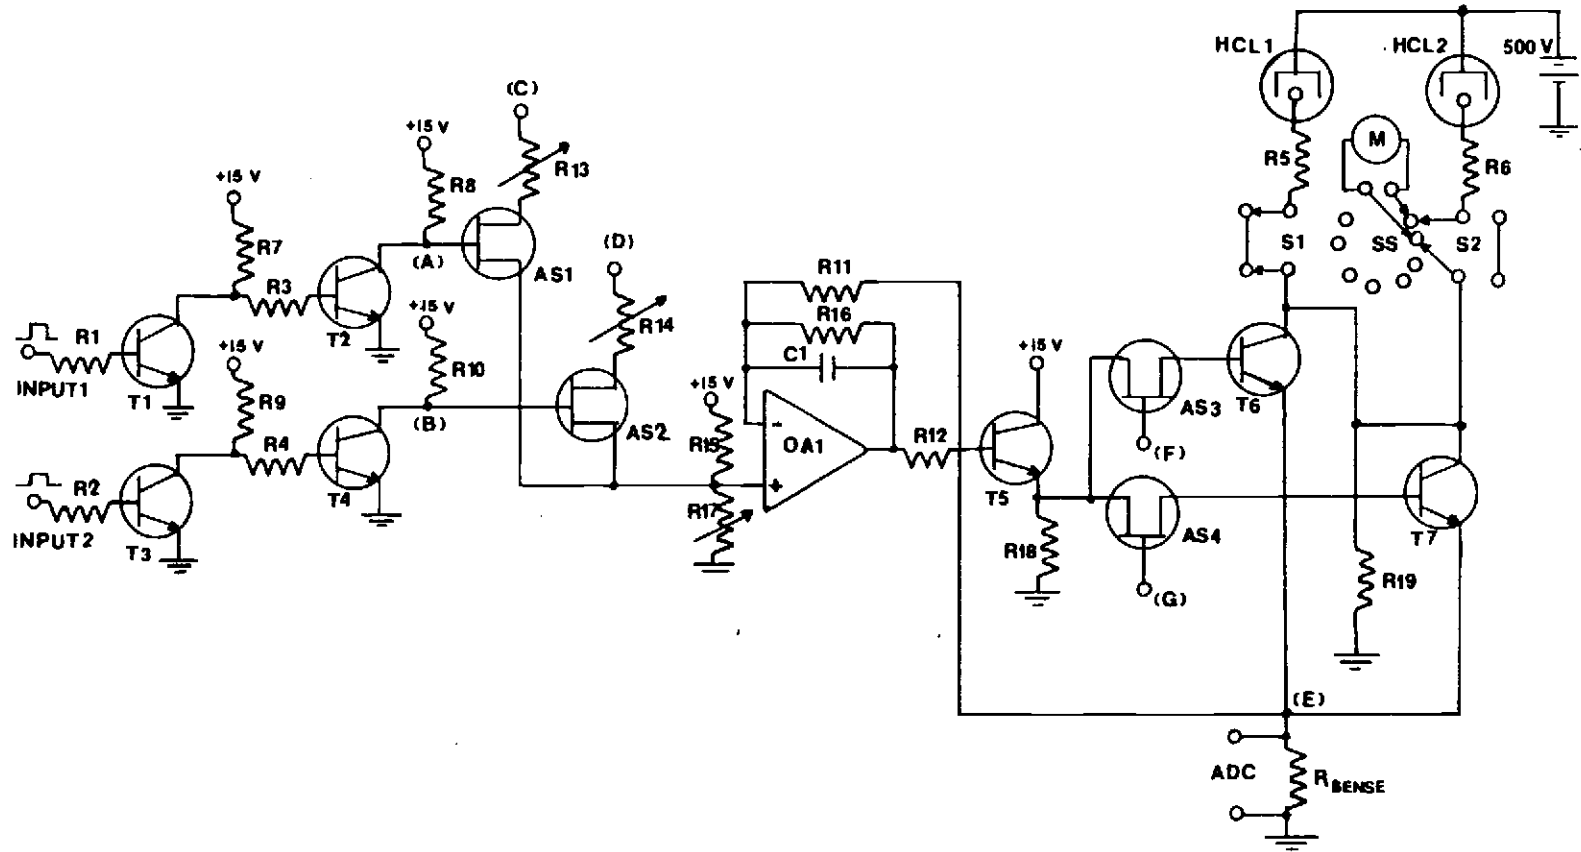 HCL1
HCL2
500 V
(C)
+15 V
R13
M
R5
R6
+15 V
R8
R7
(D)
S1
SS
S2
R3
(A)
AS1
R11
T2
+15 V
R14
R16
R1
+15 V
C1
+15 V
INPUT1
T1
R10
+15 V
R9
AS3
T6
R4
(B)
AS2
R15
OA1
R12
(F)
R2
T4
R17
T5
INPUT2
T3
R18
AS4
T7
(G)
R19
(E)
ADC
RSENSE